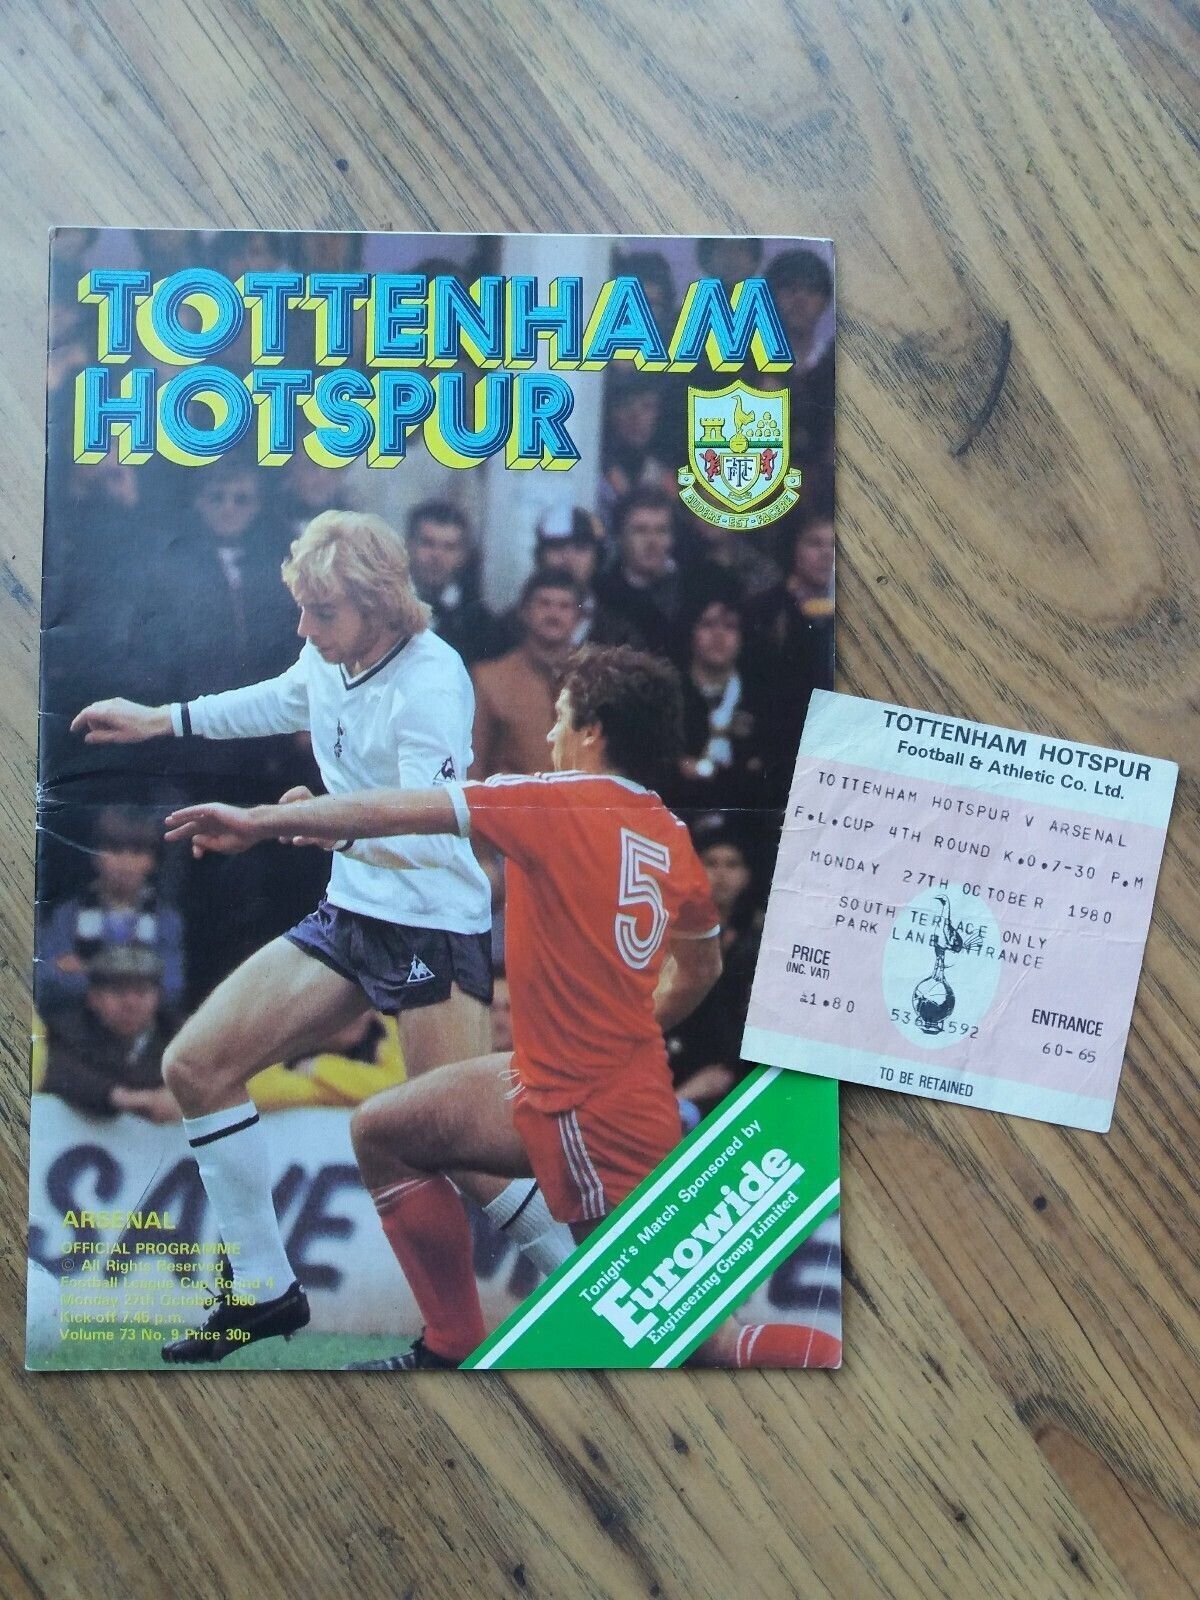 TOTTENHAM
HOTSPUR
TH
FC
AUDERE-EST-FACERE
5
SAVE
ARSENAL
OFFICIAL PROGRAMME
© All Rights Reserved
Football League Cup Round 4
Monday 27th October 1980
Kick-off 7.45 p.m.
Volume 73 No. 9 Price 30p
Tonight's Match Sponsored by
Eurowide
Engineering Group Limited
TOTTENHAM HOTSPUR
Football & Athletic Co. Ltd.
TOTTENHAM HOTSPUR V ARSENAL
F.L.CUP 4TH ROUND K.O.7-30 P.M
MONDAY 27TH OCTOBER 1980
SOUTH TERRACE ONLY
PARK LANE ENTRANCE
PRICE
(INC. VAT)
£1.80
ENTRANCE
60-65
TO BE RETAINED